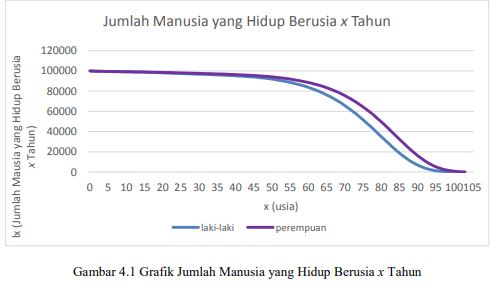 Jumlah Manusia yang Hidup Berusia x Tahun
lx (Jumlah Mausia yang Hidup Berusia
x Tahun)
120000
100000
80000
60000
40000
20000
0
0 5 10 15 20 25 30 35 40 45 50 55 60 65 70 75 80 85 90 95 100105
x (usia)
laki-laki perempuan
Gambar 4.1 Grafik Jumlah Manusia yang Hidup Berusia x Tahun